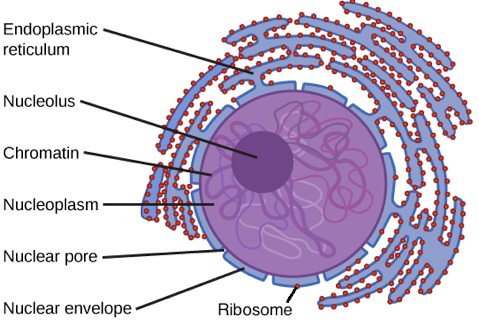 Endoplasmic
reticulum
Nucleolus
Chromatin
Nucleoplasm
Nuclear pore
Nuclear envelope
Ribosome